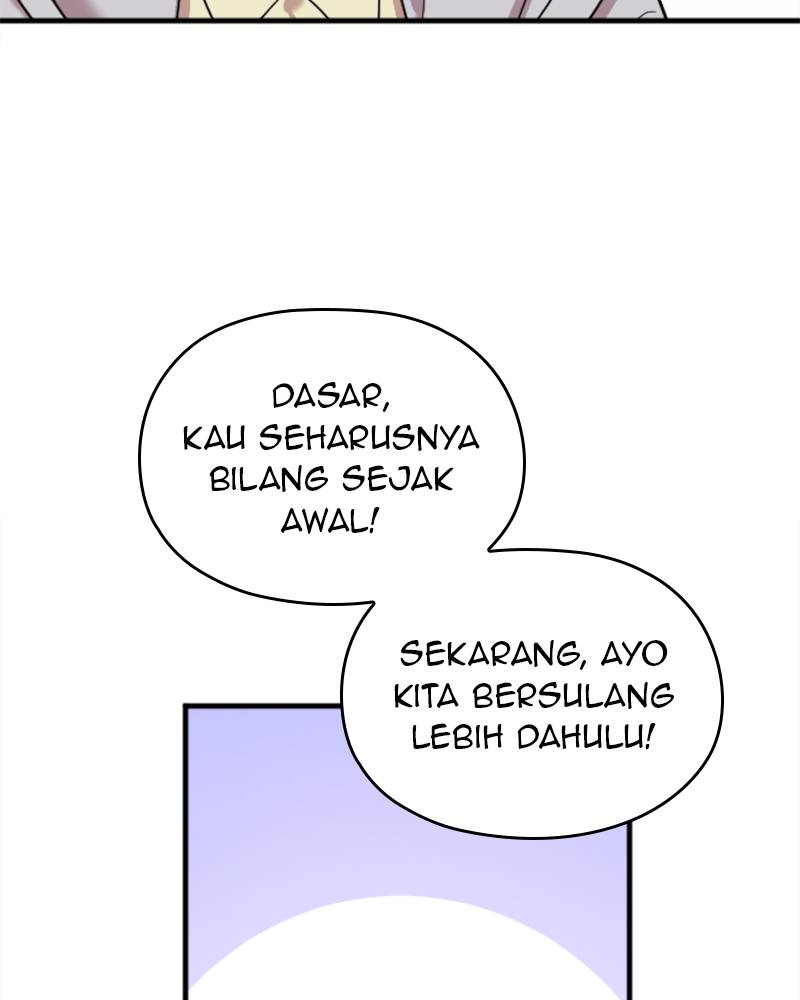 DASAR,
KAU SEHARUSNYA
BILANG SEJAK
AWAL!
SEKARANG, AYO
KITA BERSULANG
LEBIH DAHULU!